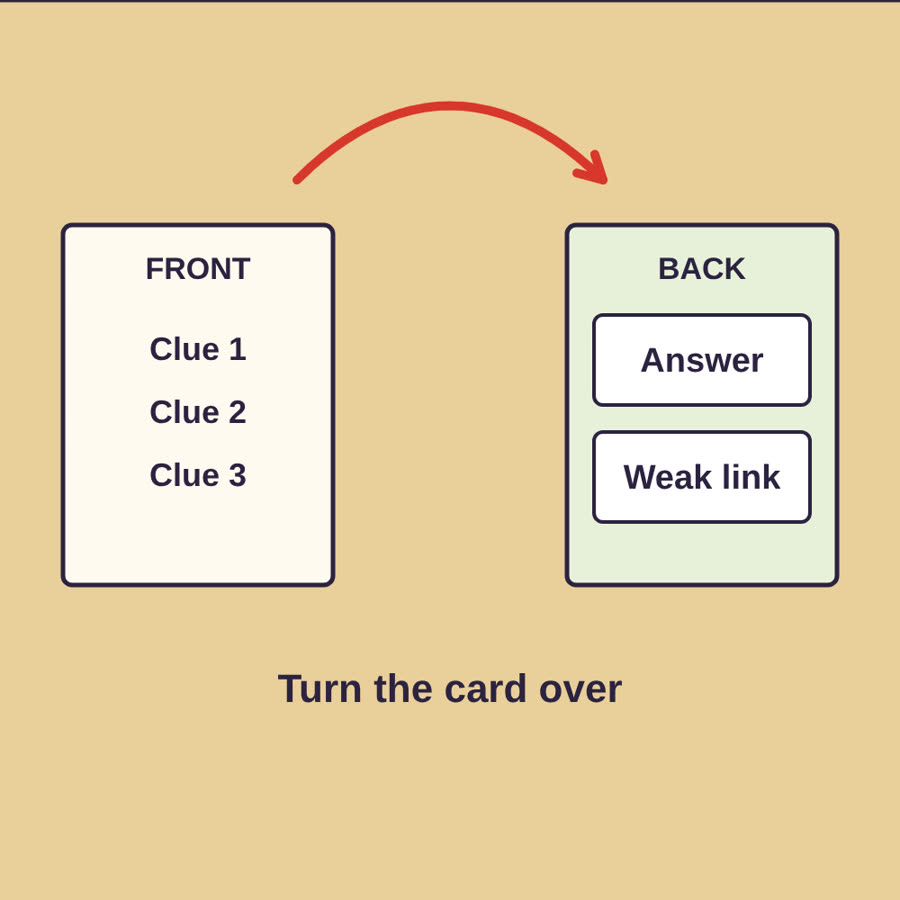 FRONT
Clue 1
Clue 2
Clue 3
BACK
Answer
Weak link
Turn the card over